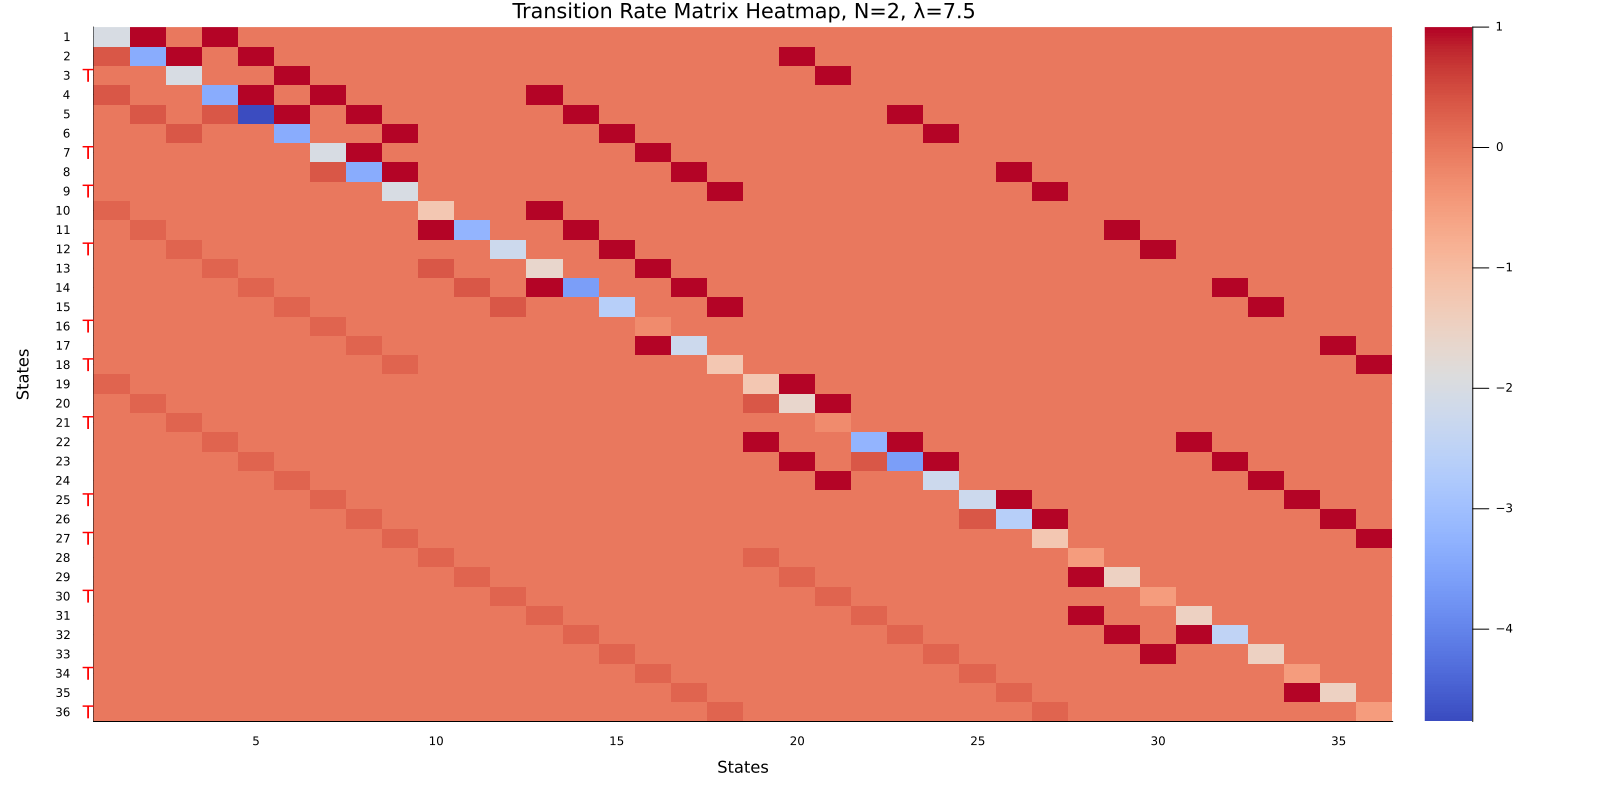 Transition Rate Matrix Heatmap, N=2, λ=7.5
1
2
3 T
4
5
6
7 T
8
9 T
10
11
12 T
13
14
15
16 T
17
18 T
19
20
21 T
22
23
24
25 T
26
27 T
28
29
30 T
31
32
33
34 T
35
36 T
States
5 10 15 20 25 30 35
States
1
0
−1
−2
−3
−4